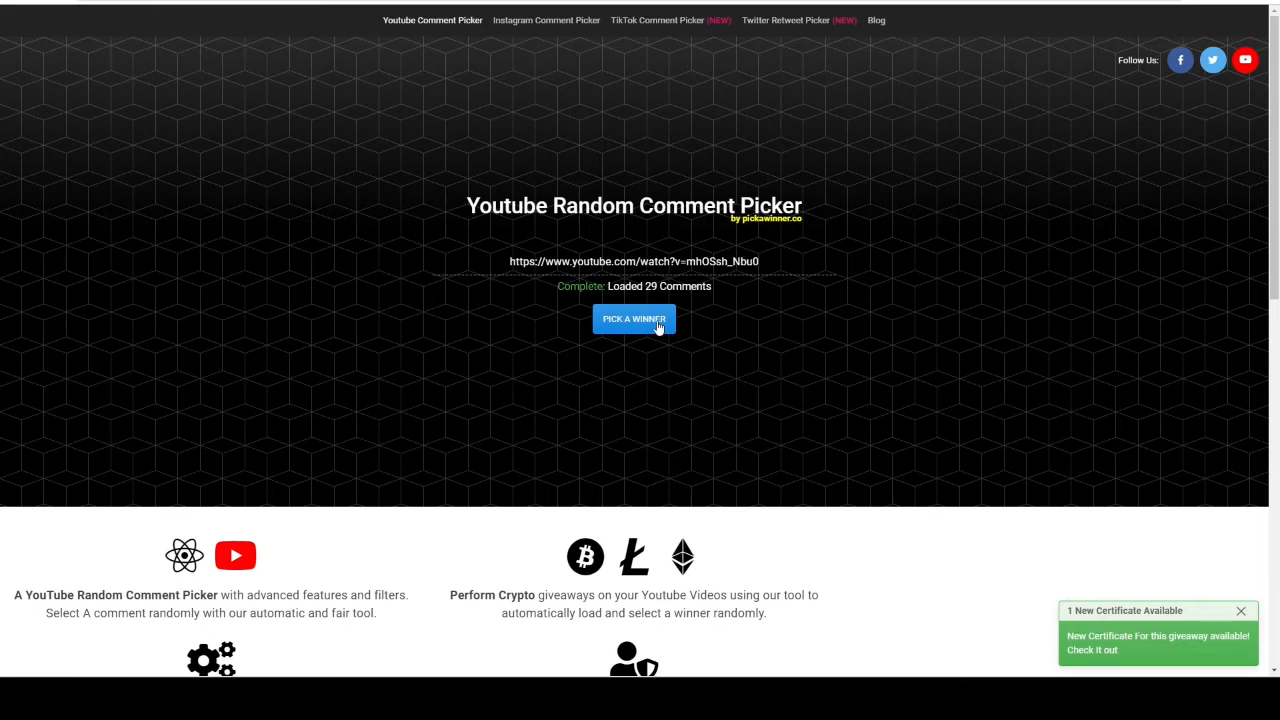 Youtube Comment Picker Instagram Comment Picker TikTok Comment Picker (NEW) Twitter Retweet Picker (NEW) Blog
Follow Us:
Youtube Random Comment Picker
by pickawinner.co
https://www.youtube.com/watch?v=mhOSsh_Nbu0
Complete: Loaded 29 Comments
PICK A WINNER
A YouTube Random Comment Picker with advanced features and filters.
Select A comment randomly with our automatic and fair tool.
Perform Crypto giveaways on your Youtube Videos using our tool to
automatically load and select a winner randomly.
1 New Certificate Available
New Certificate For this giveaway available!
Check It out